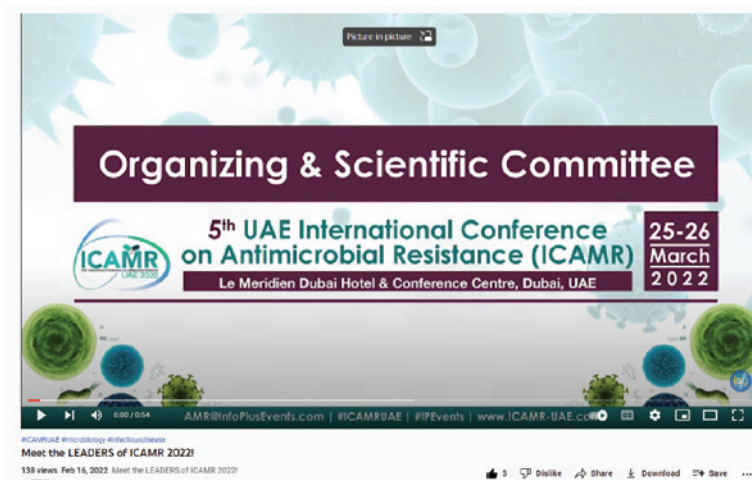 Picture in picture
Organizing & Scientific Committee
5th UAE International Conference
on Antimicrobial Resistance (ICAMR)
Le Meridien Dubai Hotel & Conference Centre, Dubai, UAE
25-26
March
2022
ICAMR
UAE 2020
0:00 / 0:54
AMR@InfoPlusEvents.com | #ICAMRUAE | #IPEvents | www.ICAMR-UAE.co
#ICAMRUAE #microbiology #infectiousdisease
Meet the LEADERS of ICAMR 2022!
138 views Feb 16, 2022 Meet the LEADERS of ICAMR 2022!
5 Dislike Share Download Save ...